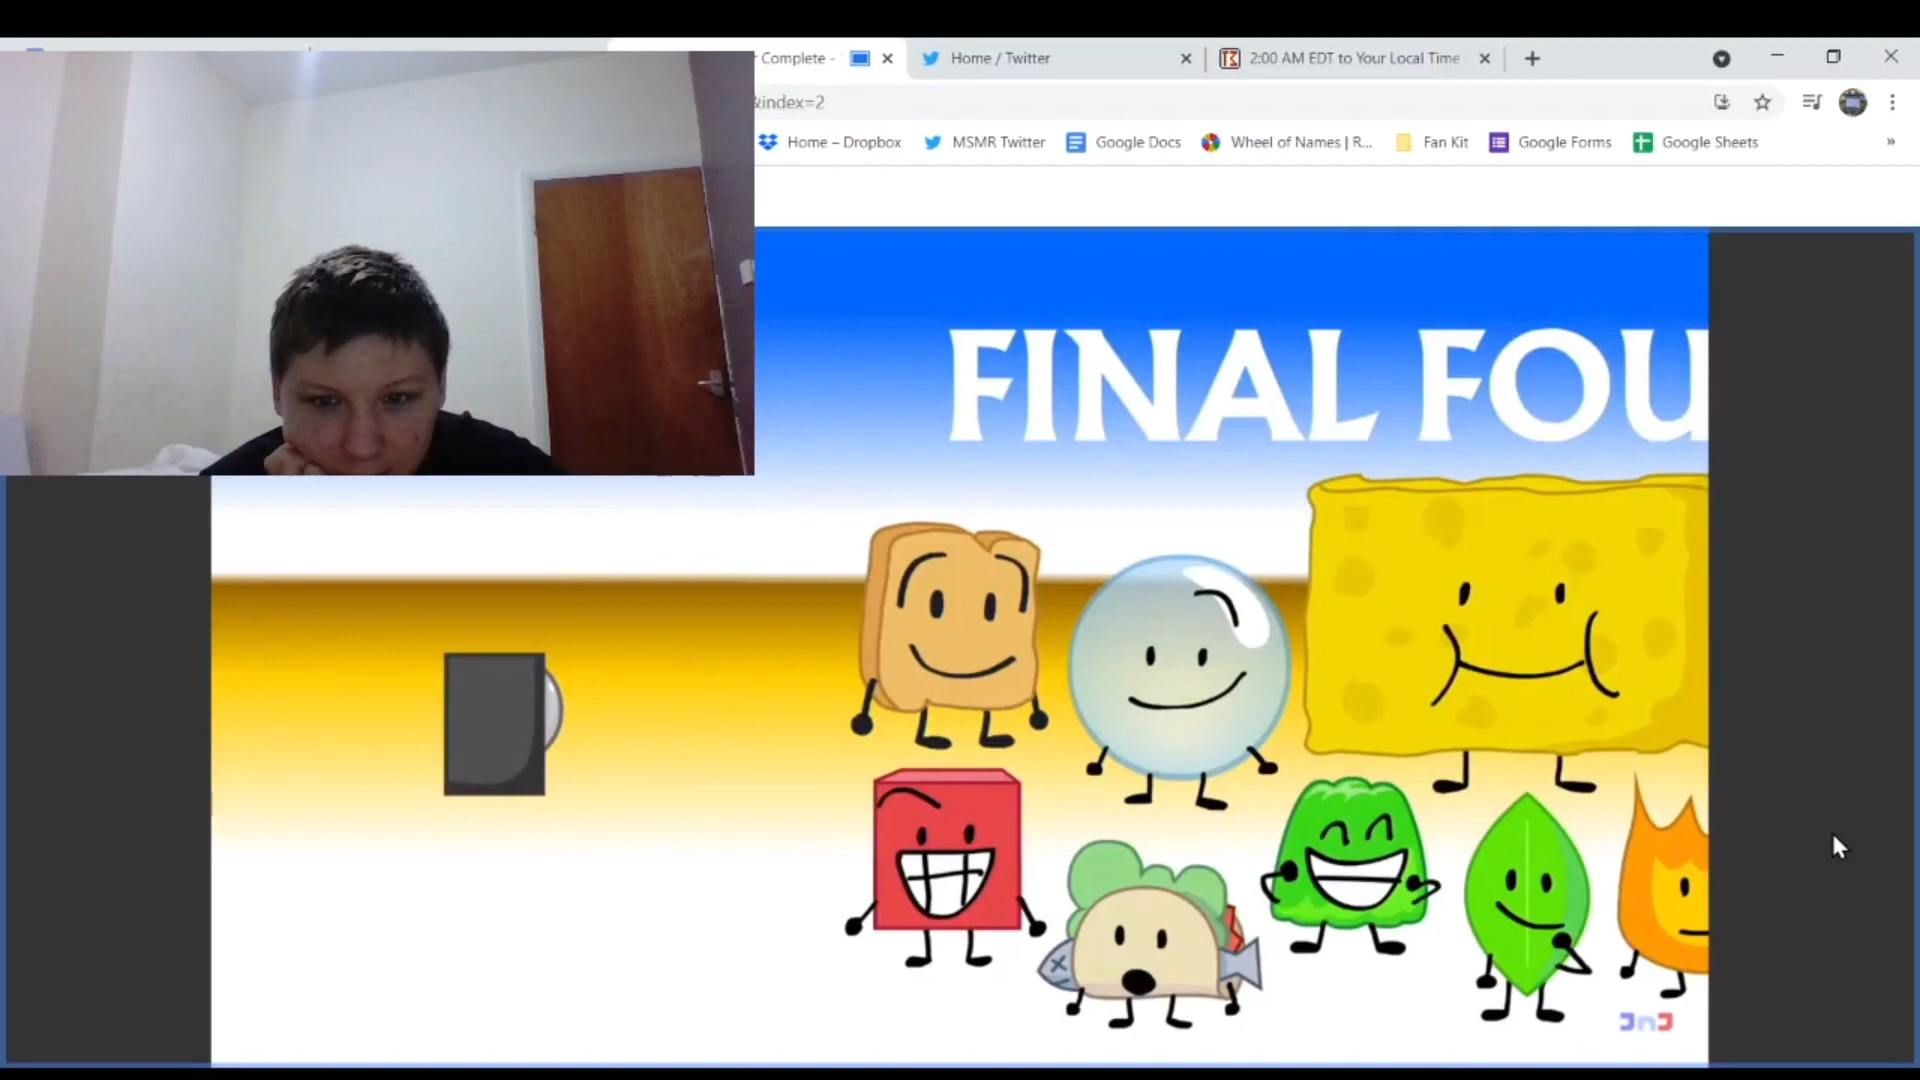 r Complete -
Home / Twitter
2:00 AM EDT to Your Local Time
&index=2
Home – Dropbox
MSMR Twitter
Google Docs
Wheel of Names | R...
Fan Kit
Google Forms
Google Sheets
FINAL FOU
JnJ